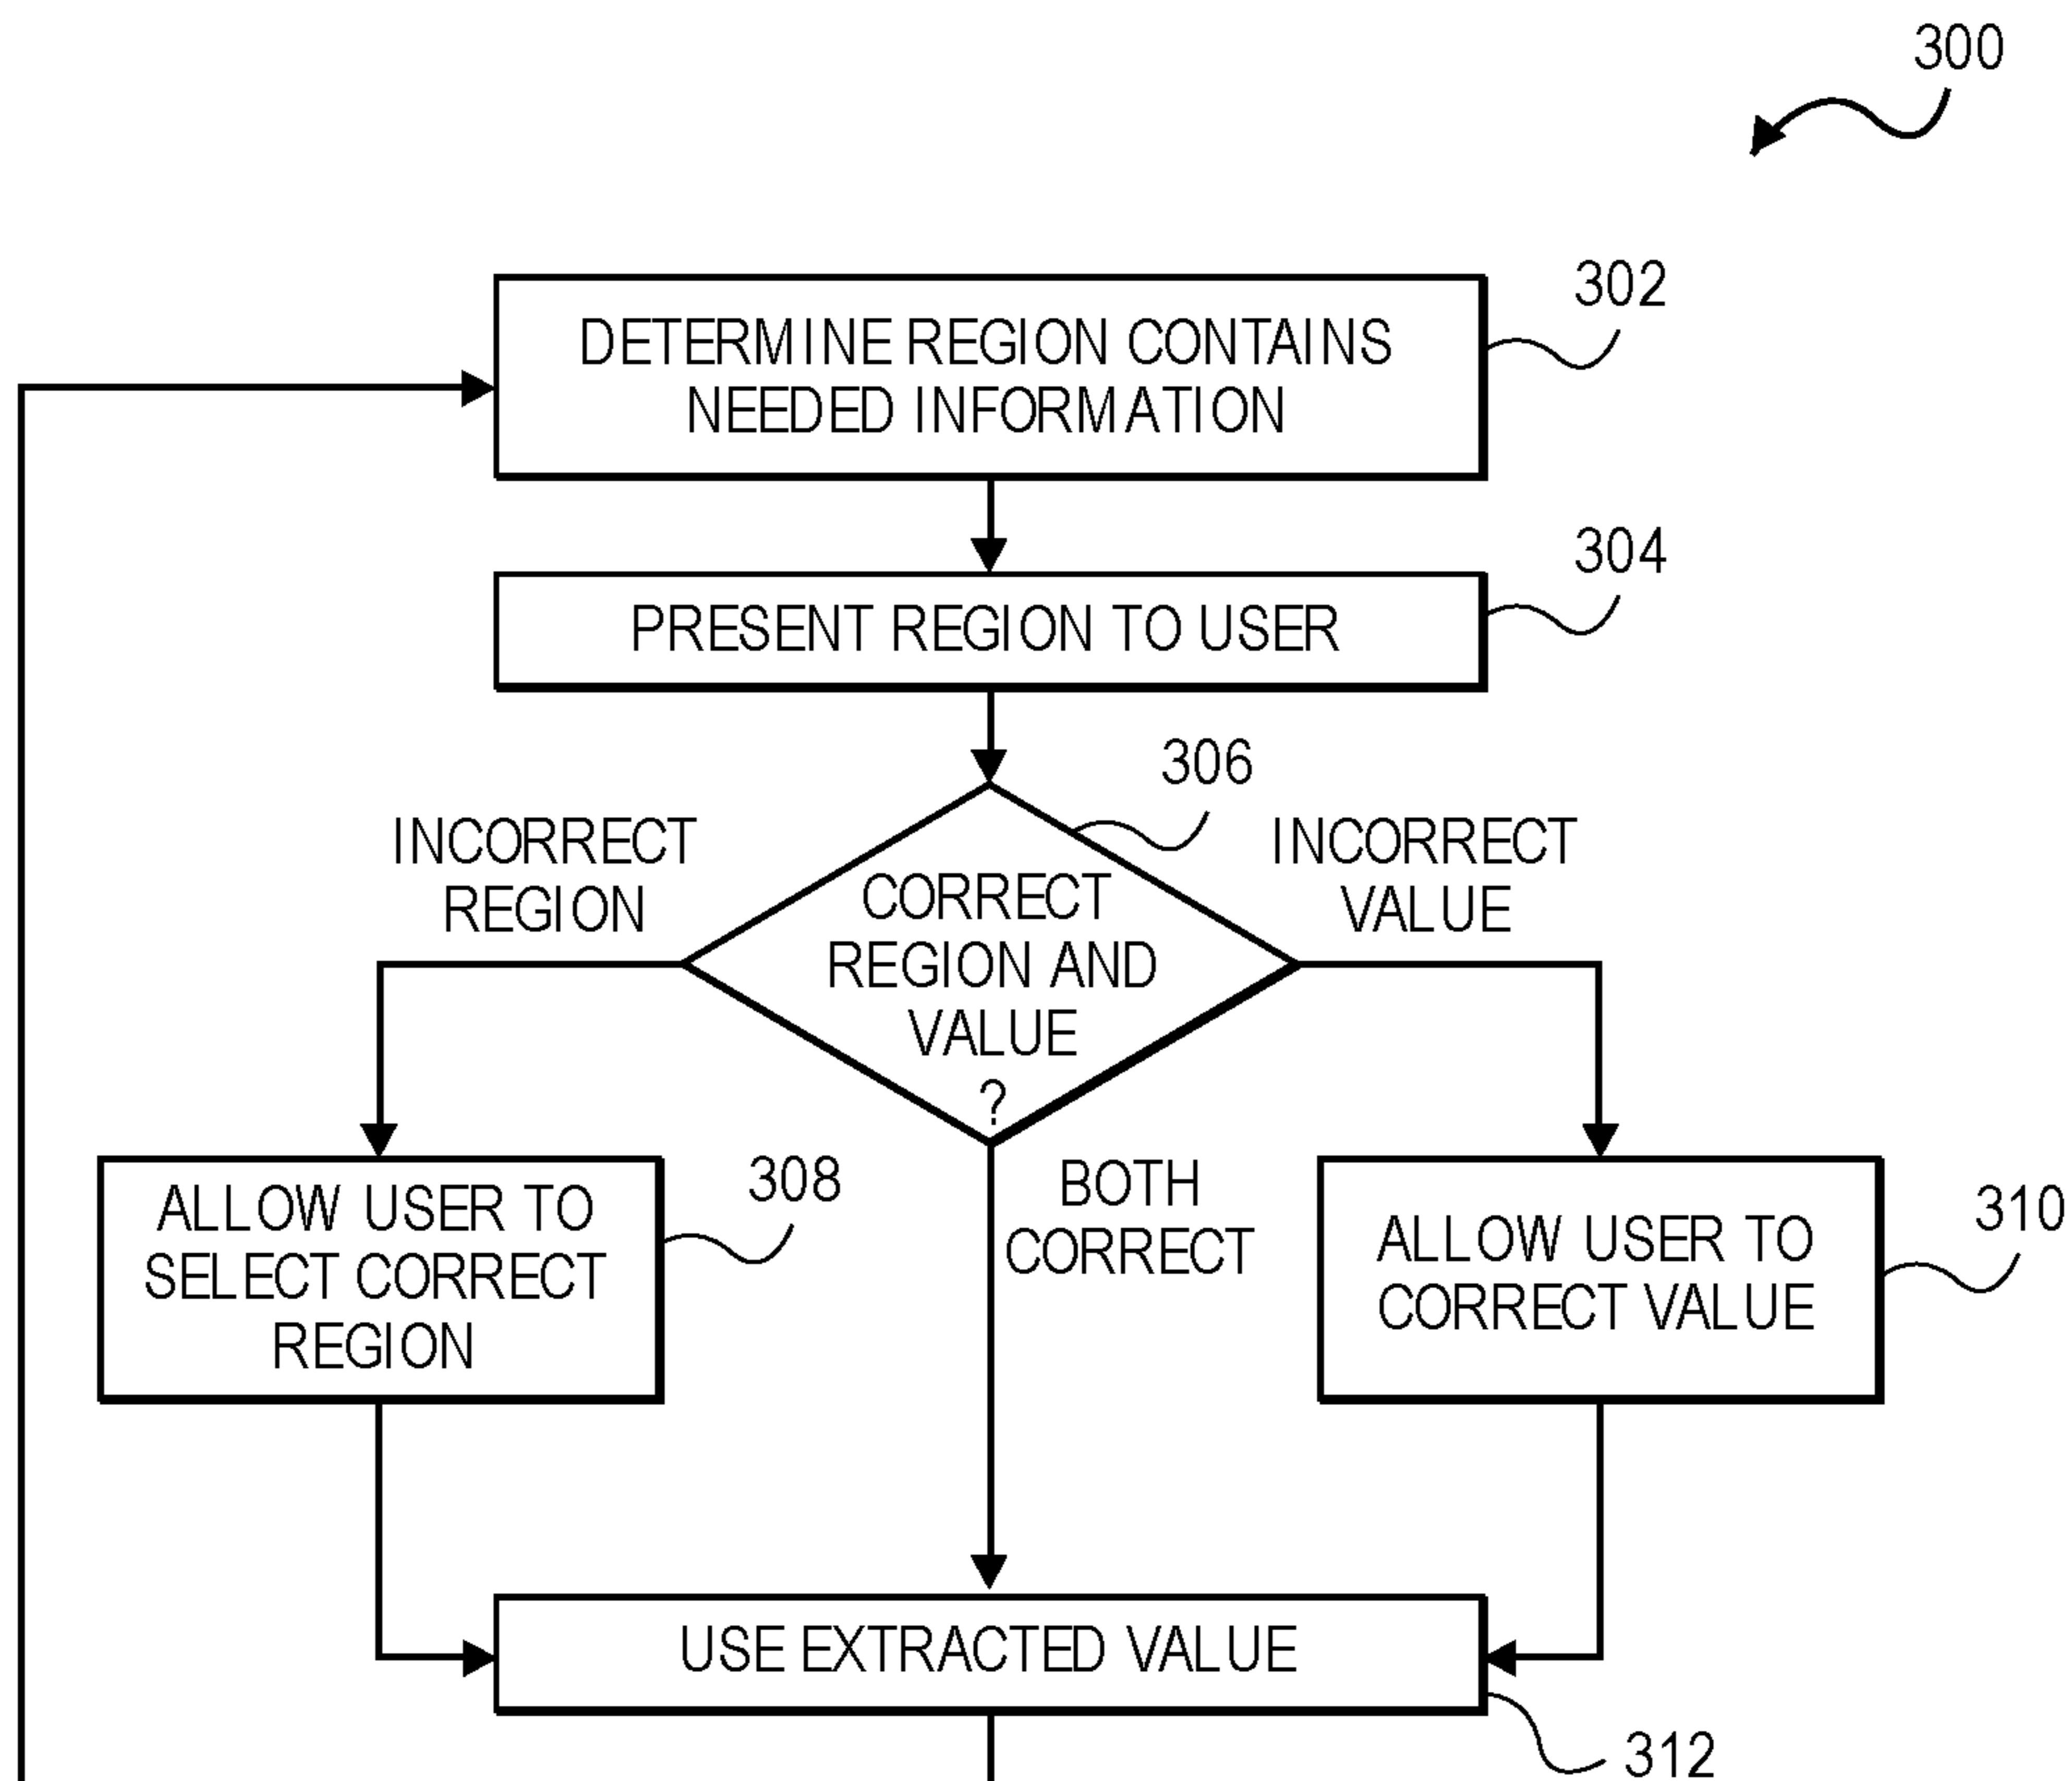 300
302
DETERMINE REGION CONTAINS
NEEDED INFORMATION
304
PRESENT REGION TO USER
306
INCORRECT
REGION
INCORRECT
VALUE
CORRECT
REGION AND
VALUE
?
308
ALLOW USER TO
SELECT CORRECT
REGION
BOTH
CORRECT
310
ALLOW USER TO
CORRECT VALUE
USE EXTRACTED VALUE
312